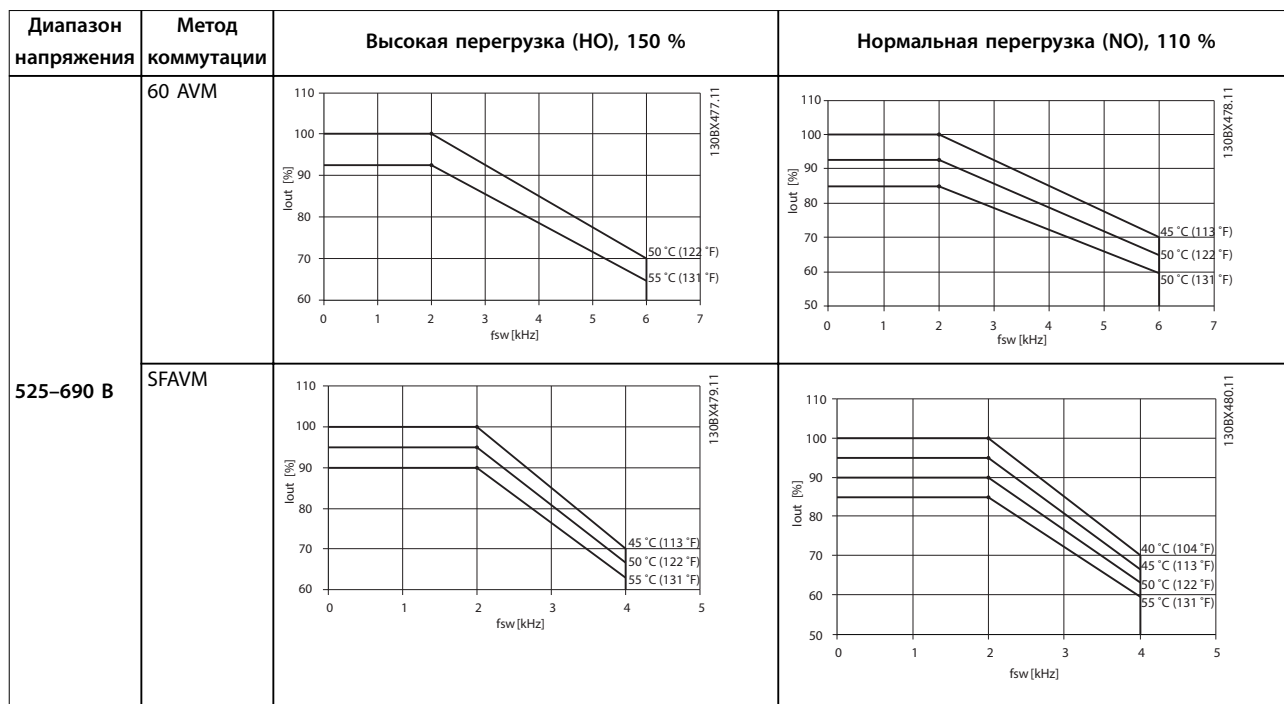 Диапазон напряжения
Метод коммутации
Высокая перегрузка (HO), 150 %
Нормальная перегрузка (NO), 110 %
525–690 В
60 AVM
110
100
90
80
70
60
Iout [%]
0 1 2 3 4 5 6 7
fsw [kHz]
50 ˚C (122 ˚F)
55 ˚C (131 ˚F)
130BX477.11
110
100
90
80
70
60
50
Iout [%]
0 1 2 3 4 5 6 7
fsw [kHz]
45 ˚C (113 ˚F)
50 ˚C (122 ˚F)
50 ˚C (131 ˚F)
130BX478.11
SFAVM
110
100
90
80
70
60
Iout [%]
0 1 2 3 4 5
fsw [kHz]
45 ˚C (113 ˚F)
50 ˚C (122 ˚F)
55 ˚C (131 ˚F)
130BX479.11
110
100
90
80
70
60
50
Iout [%]
0 1 2 3 4 5
fsw [kHz]
40 ˚C (104 ˚F)
45 ˚C (113 ˚F)
50 ˚C (122 ˚F)
55 ˚C (131 ˚F)
130BX480.11